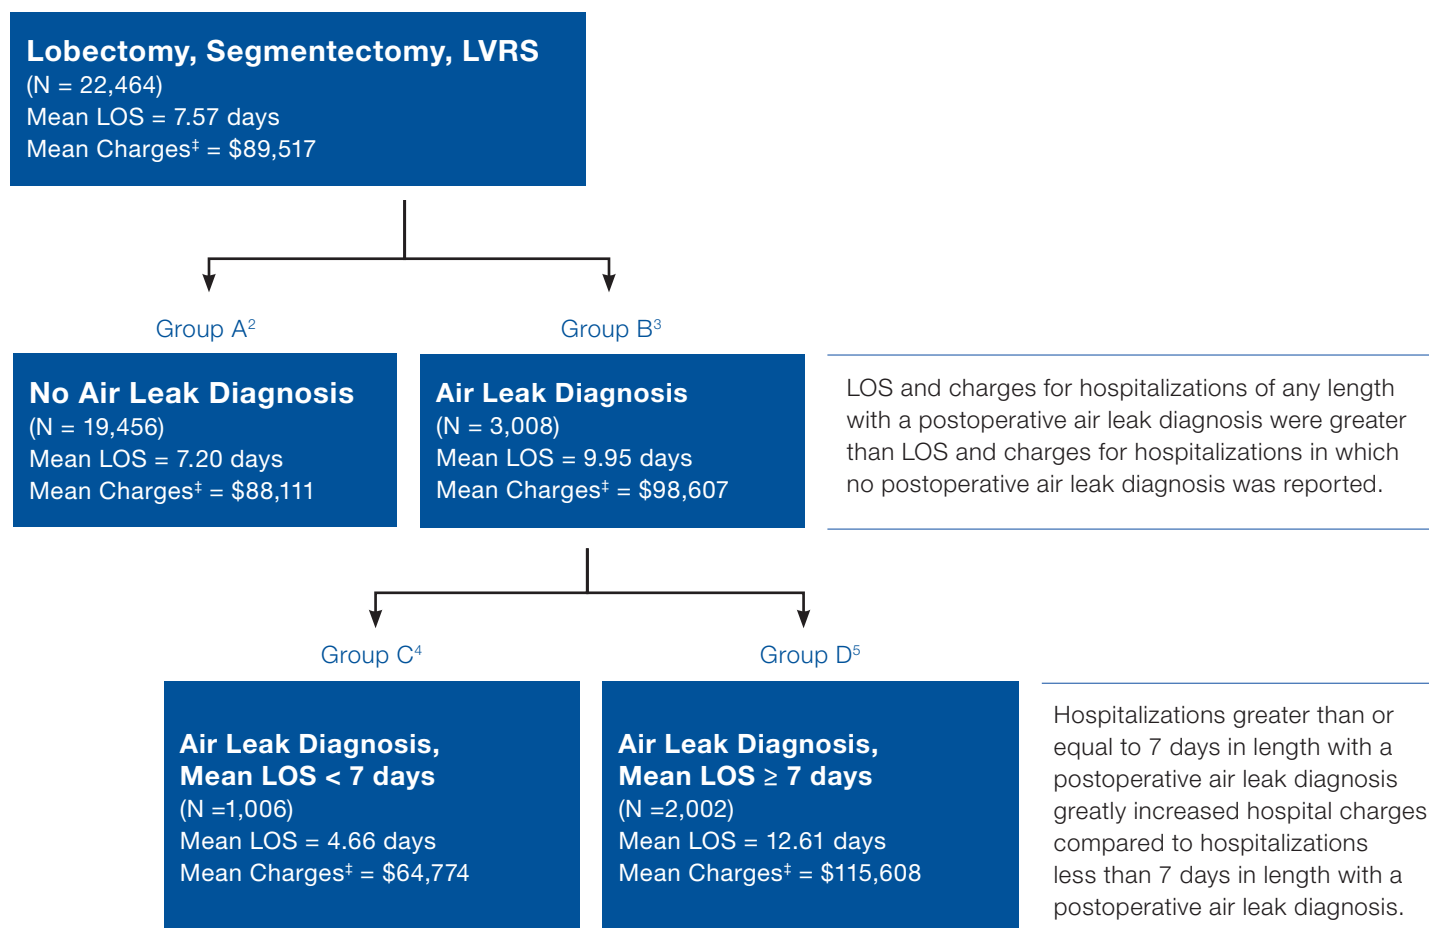 Lobectomy, Segmentectomy, LVRS
(N = 22,464)
Mean LOS = 7.57 days
Mean Charges‡ = $89,517
Group A²
Group B³
No Air Leak Diagnosis
(N = 19,456)
Mean LOS = 7.20 days
Mean Charges‡ = $88,111
Air Leak Diagnosis
(N = 3,008)
Mean LOS = 9.95 days
Mean Charges‡ = $98,607
LOS and charges for hospitalizations of any length
with a postoperative air leak diagnosis were greater
than LOS and charges for hospitalizations in which
no postoperative air leak diagnosis was reported.
Group C⁴
Group D⁵
Air Leak Diagnosis,
Mean LOS < 7 days
(N =1,006)
Mean LOS = 4.66 days
Mean Charges‡ = $64,774
Air Leak Diagnosis,
Mean LOS ≥ 7 days
(N =2,002)
Mean LOS = 12.61 days
Mean Charges‡ = $115,608
Hospitalizations greater than or
equal to 7 days in length with a
postoperative air leak diagnosis
greatly increased hospital charges
compared to hospitalizations
less than 7 days in length with a
postoperative air leak diagnosis.